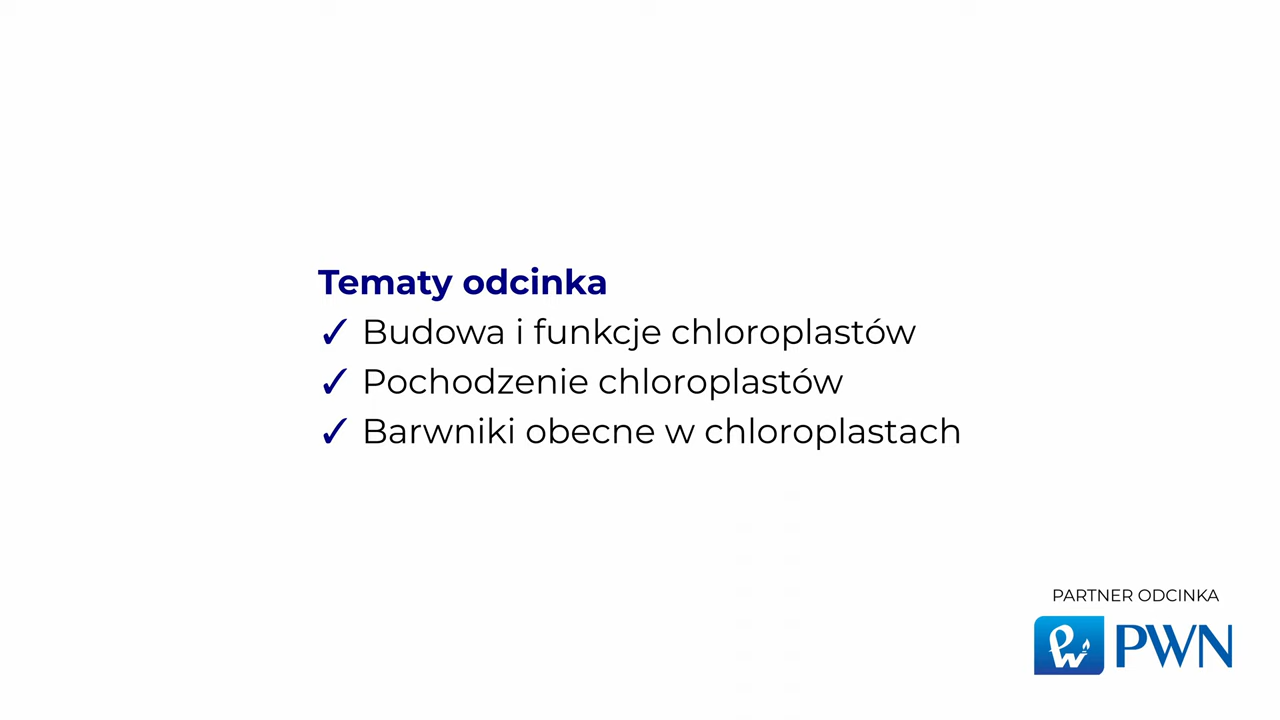 Tematy odcinka
✓ Budowa i funkcje chloroplastów
✓ Pochodzenie chloroplastów
✓ Barwniki obecne w chloroplastach
PARTNER ODCINKA
PWN